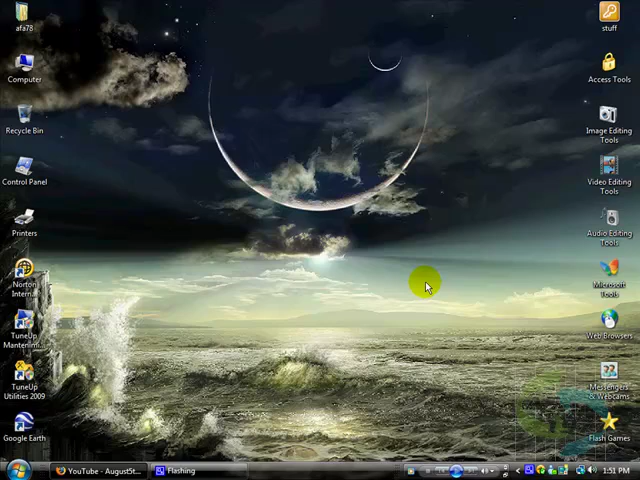 afa78
Computer
Recycle Bin
Control Panel
Printers
Norton
Interna
TuneUp
Maintenan
TuneUp
Utilities 2009
Google Earth
stuff
Access Tools
Image Editing
Tools
Video Editing
Tools
Audio Editing
Tools
Microsoft
Tools
Web Browsers
Messengers
& Webcams
Flash Games
YouTube - August5t...
Flashing
1:51 PM